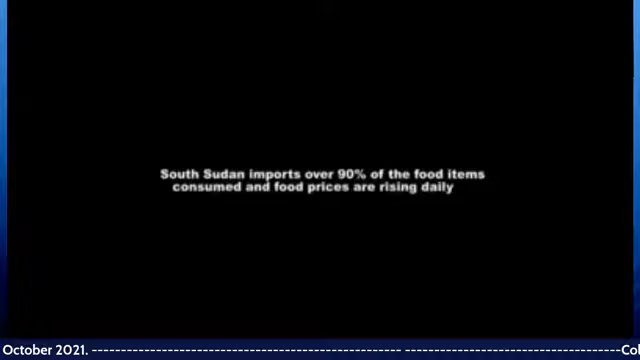 South Sudan imports over 90% of the food items
consumed and food prices are rising daily
October 2021. ---------------------------------------------------- ------------------------------------Col